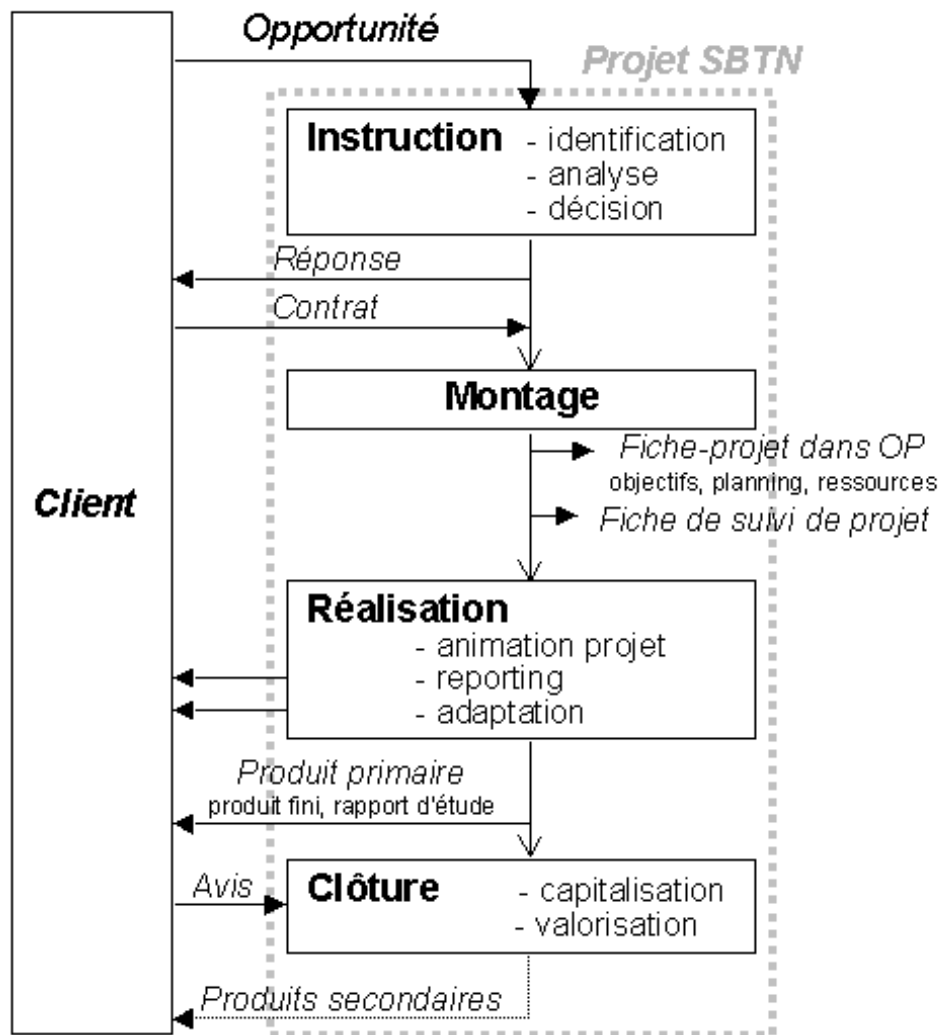 Opportunité
Projet SBTN
Instruction - identification
- analyse
- décision
Réponse
Contrat
Montage
Fiche-projet dans OP
objectifs, planning, ressources
Client
Fiche de suivi de projet
Réalisation
- animation projet
- reporting
- adaptation
Produit primaire
produit fini, rapport d'étude
Avis
Clôture - capitalisation
- valorisation
Produits secondaires